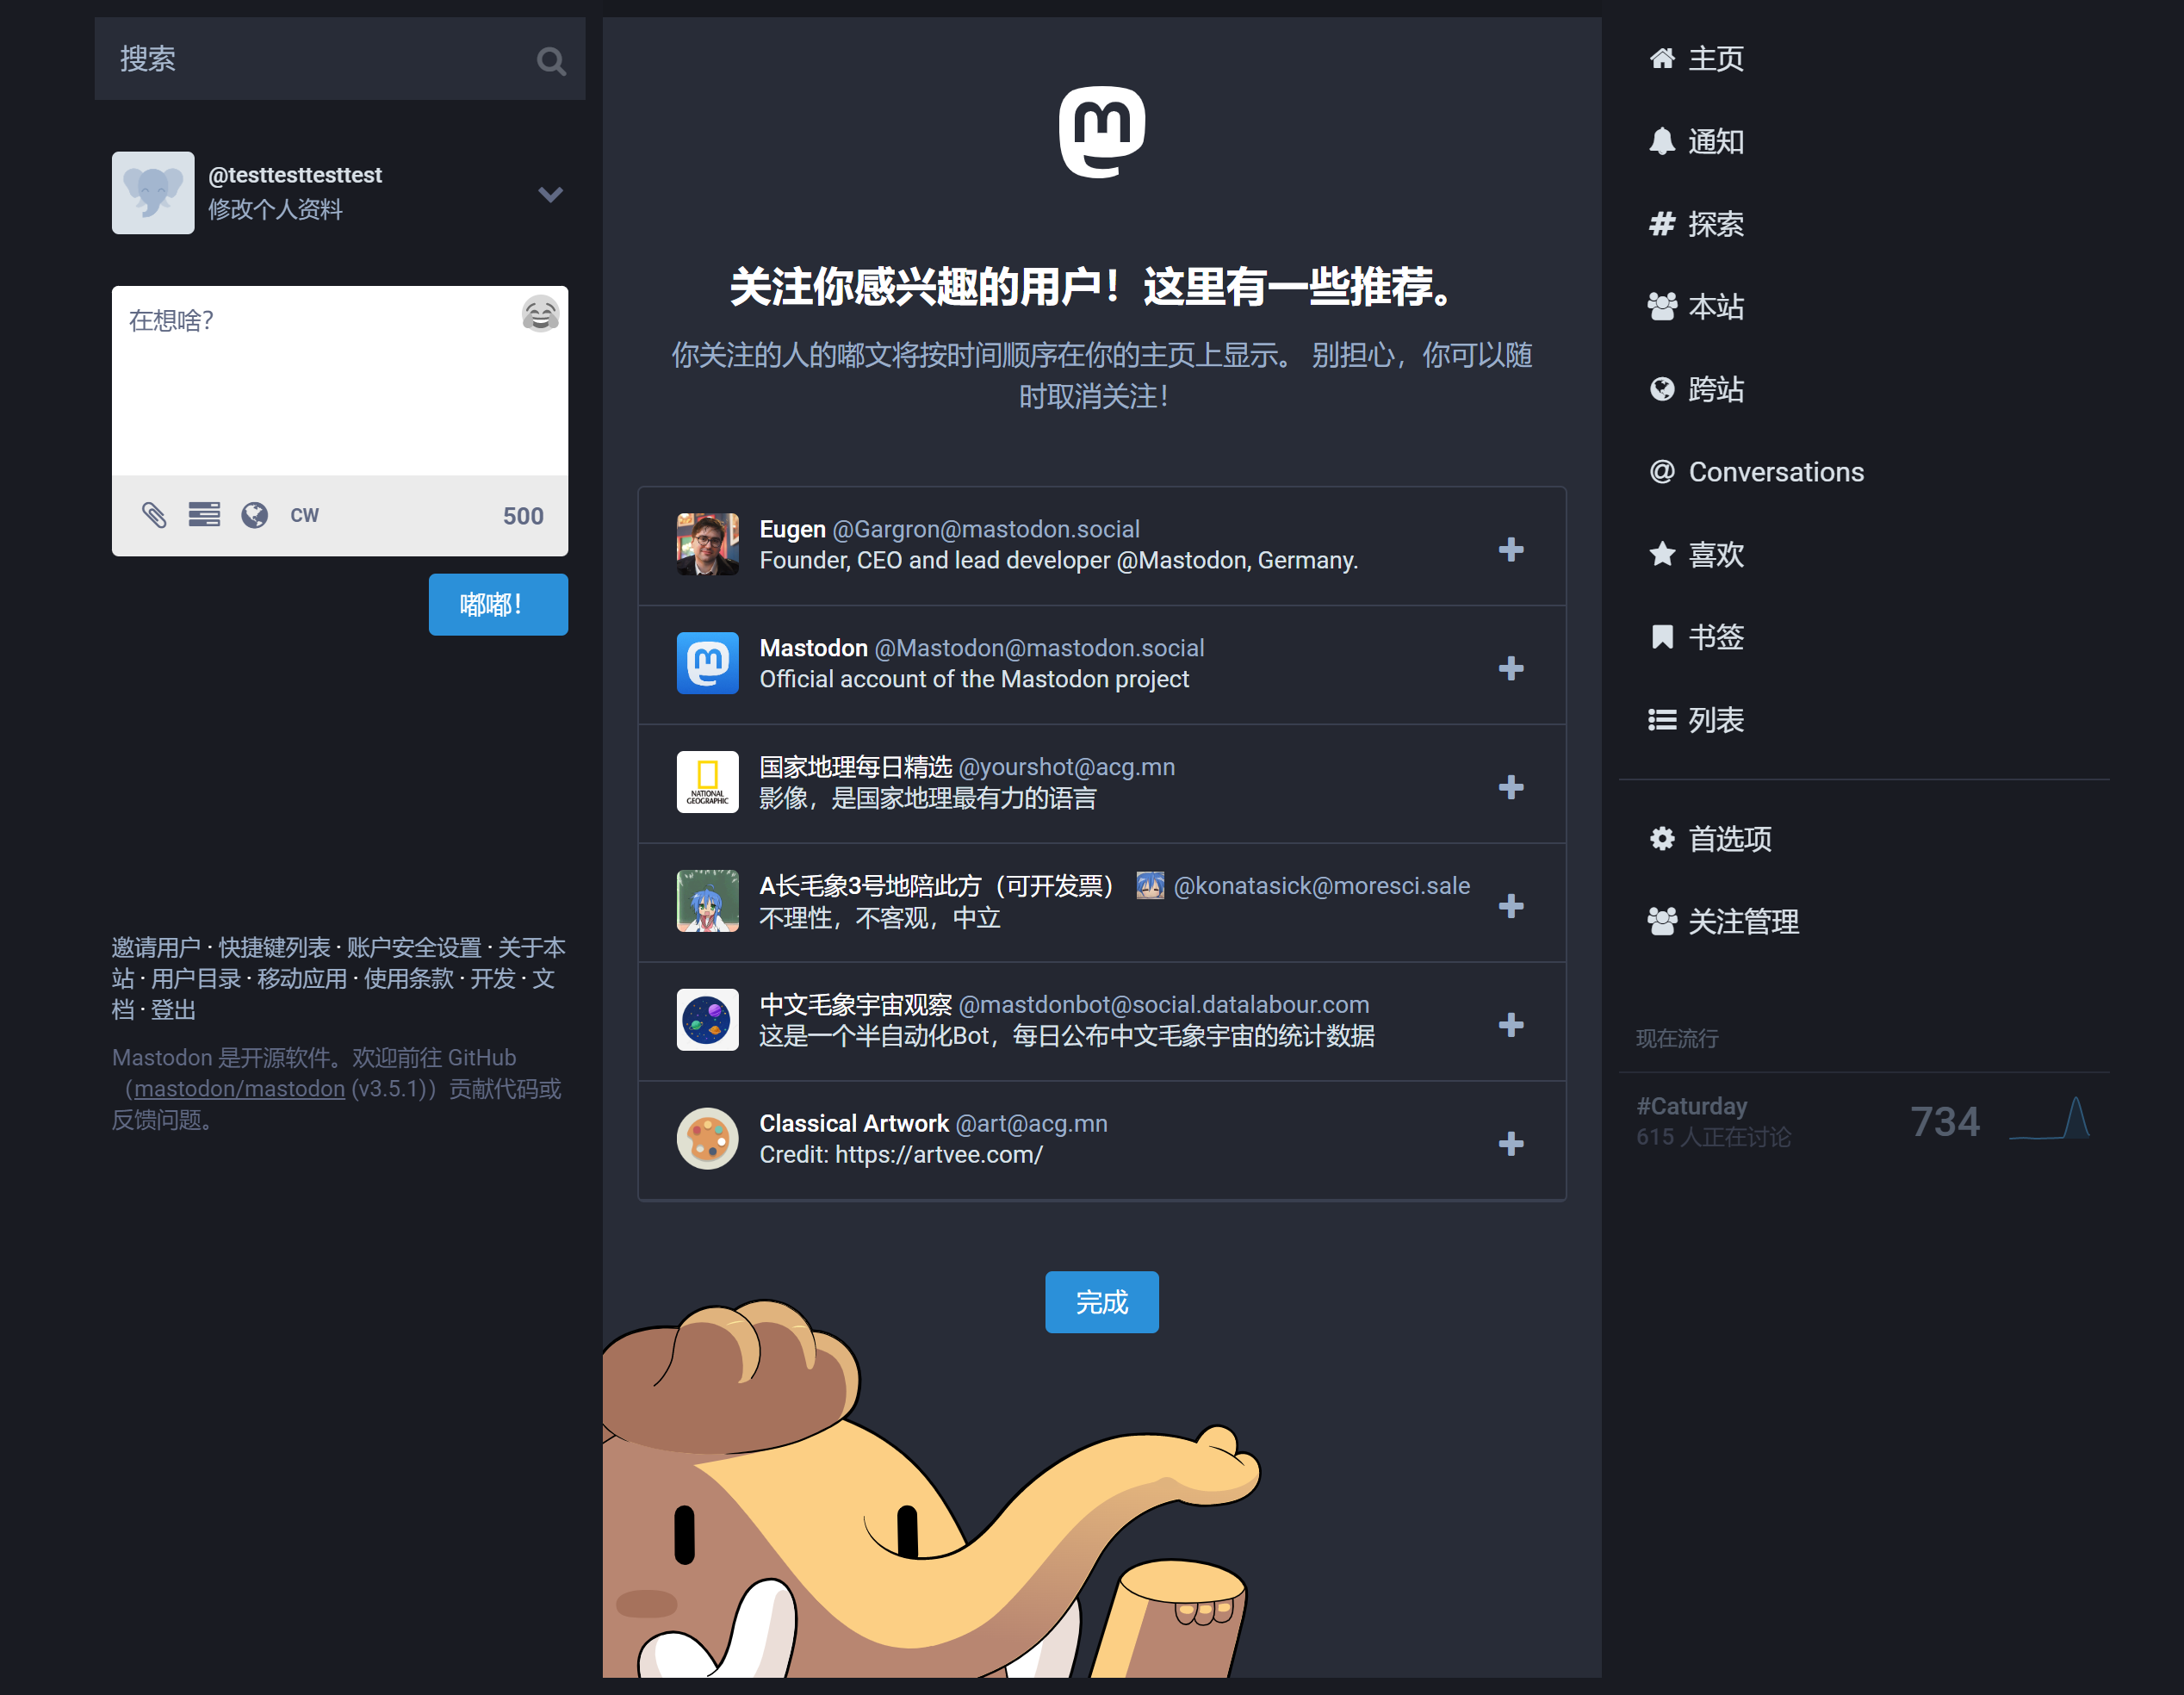 搜索
@testtesttesttest
修改个人资料
在想啥？
CW
500
嘟嘟！
邀请用户 · 快捷键列表 · 账户安全设置 · 关于本
站 · 用户目录 · 移动应用 · 使用条款 · 开发 · 文
档 · 登出
Mastodon 是开源软件。欢迎前往 GitHub
（mastodon/mastodon (v3.5.1)）贡献代码或
反馈问题。
关注你感兴趣的用户！这里有一些推荐。
你关注的人的嘟文将按时间顺序在你的主页上显示。 别担心，你可以随
时取消关注！
Eugen @Gargron@mastodon.social
Founder, CEO and lead developer @Mastodon, Germany.
Mastodon @Mastodon@mastodon.social
Official account of the Mastodon project
NATIONAL
GEOGRAPHIC
国家地理每日精选 @yourshot@acg.mn
影像，是国家地理最有力的语言
A长毛象3号地陪此方（可开发票） @konatasick@moresci.sale
不理性，不客观，中立
中文毛象宇宙观察 @mastdonbot@social.datalabour.com
这是一个半自动化Bot，每日公布中文毛象宇宙的统计数据
Classical Artwork @art@acg.mn
Credit: https://artvee.com/
完成
主页
通知
探索
本站
跨站
Conversations
喜欢
书签
列表
首选项
关注管理
现在流行
#Caturday
615 人正在讨论
734